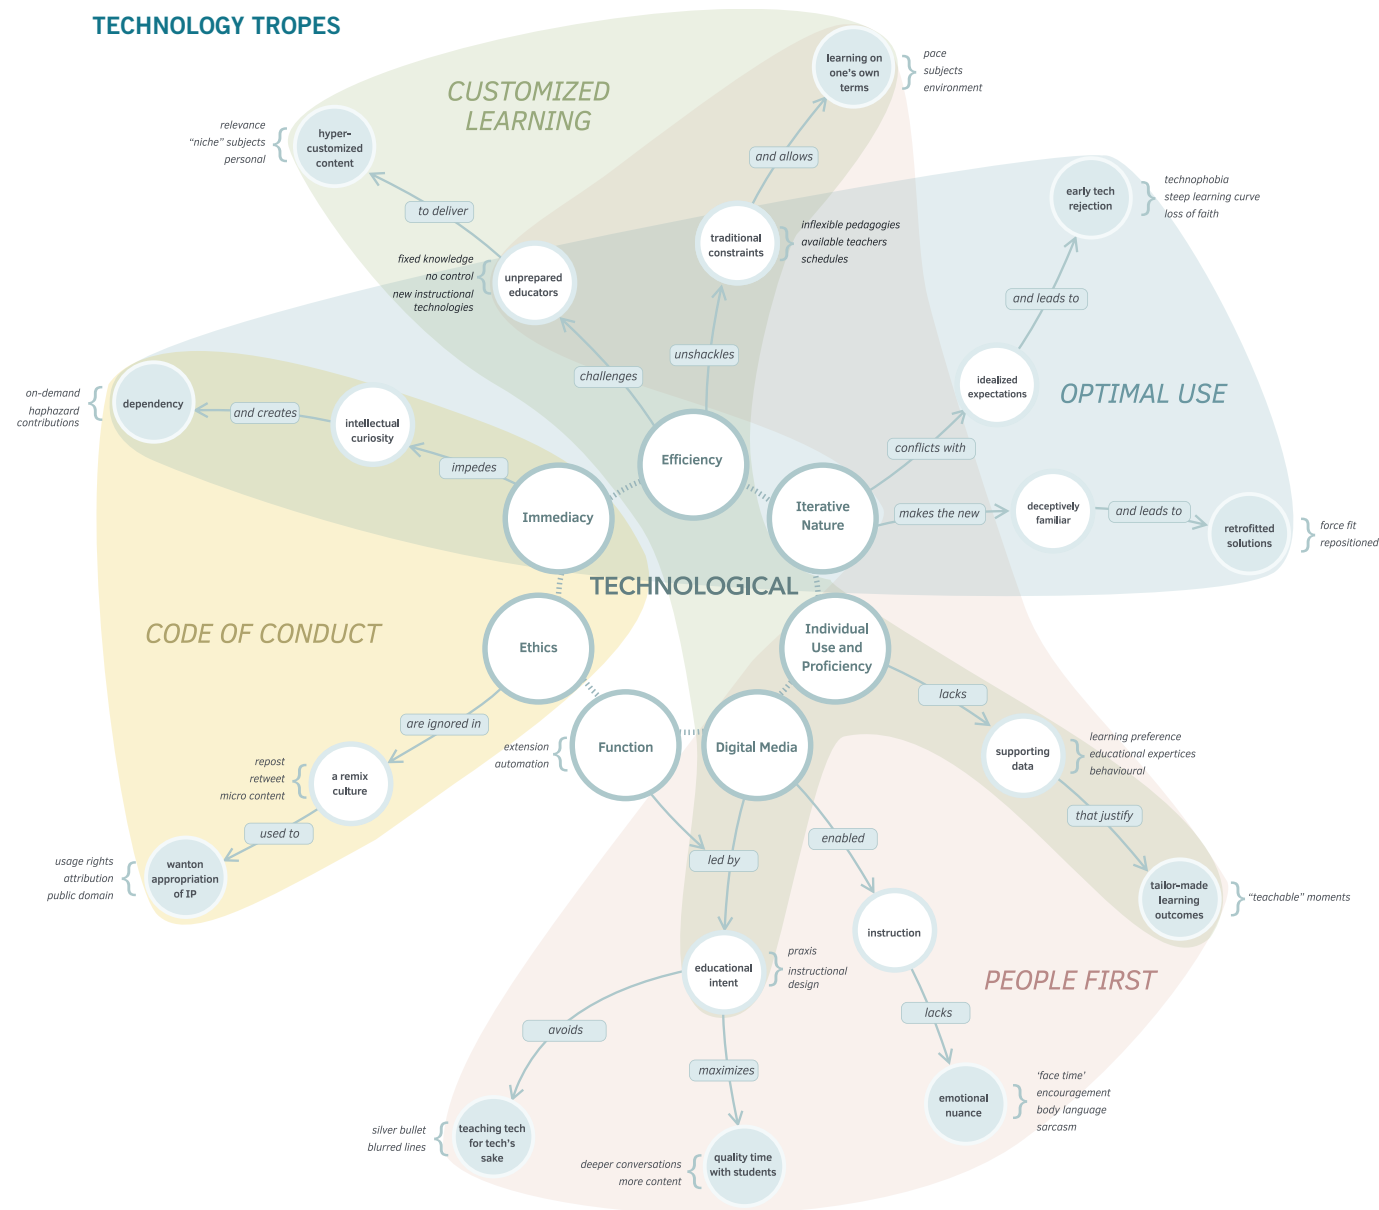 TECHNOLOGY TROPES
CUSTOMIZED
LEARNING
learning on
one's own
terms
pace
subjects
environment
relevance
"niche" subjects
personal
hyper-
customized
content
and allows
to deliver
early tech
rejection
technophobia
steep learning curve
loss of faith
traditional
constraints
inflexible pedagogies
available teachers
schedules
fixed knowledge
no control
new instructional
technologies
unprepared
educators
and leads to
unshackles
challenges
idealized
expectations
OPTIMAL USE
on-demand
haphazard
contributions
dependency
and creates
intellectual
curiosity
impedes
Efficiency
conflicts with
Immediacy
Iterative
Nature
makes the new
deceptively
familiar
and leads to
retrofitted
solutions
force fit
repositioned
TECHNOLOGICAL
CODE OF CONDUCT
Ethics
Individual
Use and
Proficiency
lacks
are ignored in
Function
extension
automation
Digital Media
supporting
data
learning preference
educational expertices
behavioural
repost
retweet
micro content
a remix
culture
used to
that justify
enabled
led by
usage rights
attribution
public domain
wanton
appropriation
of IP
tailor-made
learning
outcomes
"teachable" moments
instruction
educational
intent
praxis
instructional
design
PEOPLE FIRST
lacks
avoids
maximizes
emotional
nuance
'face time'
encouragement
body language
sarcasm
silver bullet
blurred lines
teaching tech
for tech's
sake
deeper conversations
more content
quality time
with students